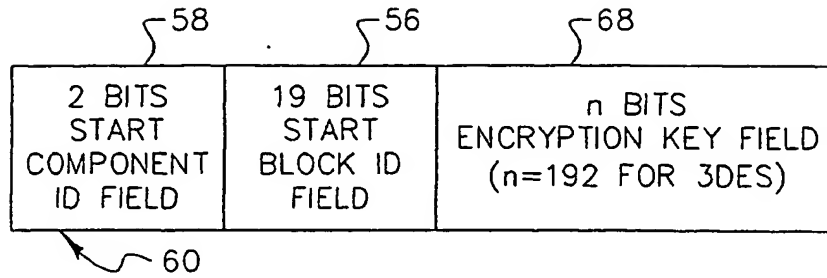 58
56
68
2 BITS
START
COMPONENT
ID FIELD
19 BITS
START
BLOCK ID
FIELD
n BITS
ENCRYPTION KEY FIELD
(n=192 FOR 3DES)
60